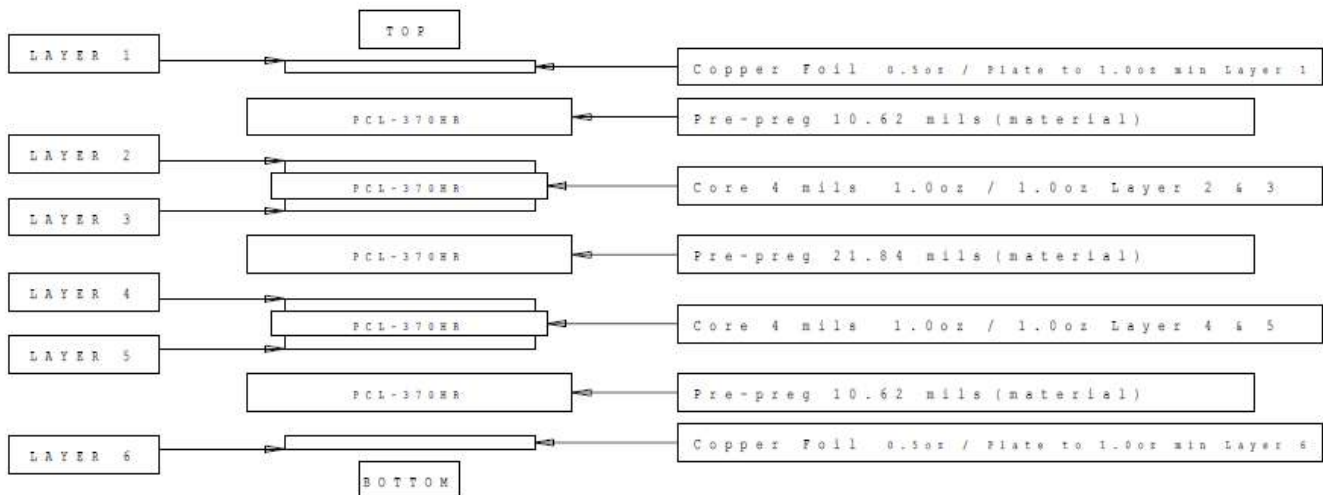 TOP
LAYER 1
Copper Foil 0.5oz / Plate to 1.0oz min Layer 1
PCL-370HR
Pre-preg 10.62 mils(material)
LAYER 2
PCL-370HR
Core 4 mils 1.0oz / 1.0oz Layer 2 & 3
LAYER 3
PCL-370HR
Pre-preg 21.84 mils(material)
LAYER 4
PCL-370HR
Core 4 mils 1.0oz / 1.0oz Layer 4 & 5
LAYER 5
PCL-370HR
Pre-preg 10.62 mils(material)
LAYER 6
Copper Foil 0.5oz / Plate to 1.0oz min Layer 6
BOTTOM